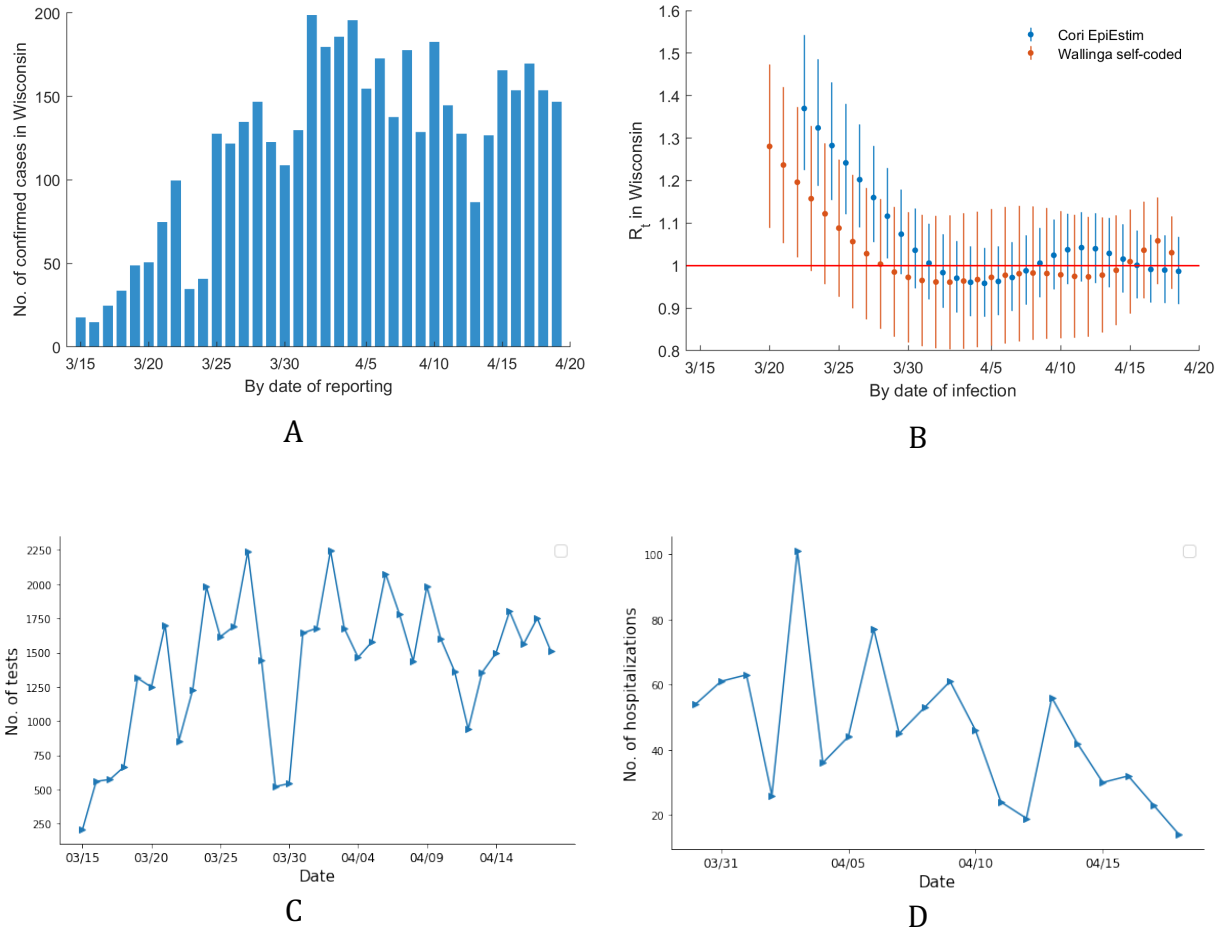 200
150
100
50
0
No. of confirmed cases in Wisconsin
3/15 3/20 3/25 3/30 4/5 4/10 4/15 4/20
By date of reporting
A
1.6
1.5
1.4
1.3
1.2
1.1
1
0.9
0.8
R_t in Wisconsin
Cori EpiEstim
Wallinga self-coded
3/15 3/20 3/25 3/30 4/5 4/10 4/15 4/20
By date of infection
B
2250
2000
1750
1500
1250
1000
750
500
250
No. of tests
03/15 03/20 03/25 03/30 04/04 04/09 04/14
Date
C
100
80
60
40
20
No. of hospitalizations
03/31 04/05 04/10 04/15
Date
D